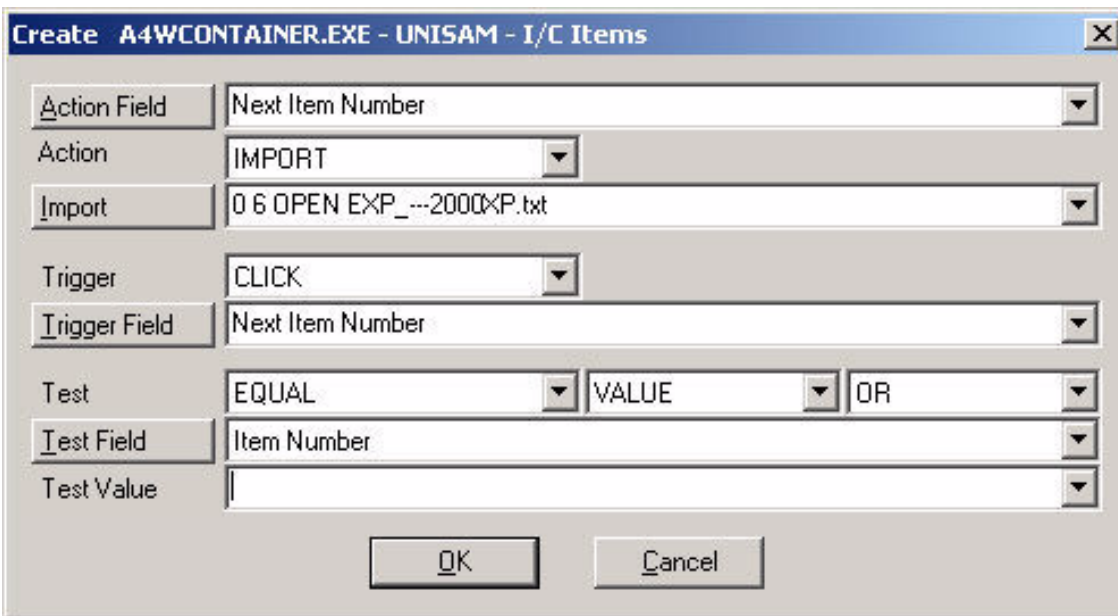 Create A4WCONTAINER.EXE - UNISAM - I/C Items
Action Field Next Item Number
Action IMPORT
Import 0 6 OPEN EXP_---2000XP.txt
Trigger CLICK
Trigger Field Next Item Number
Test EQUAL VALUE OR
Test Field Item Number
Test Value
OK Cancel